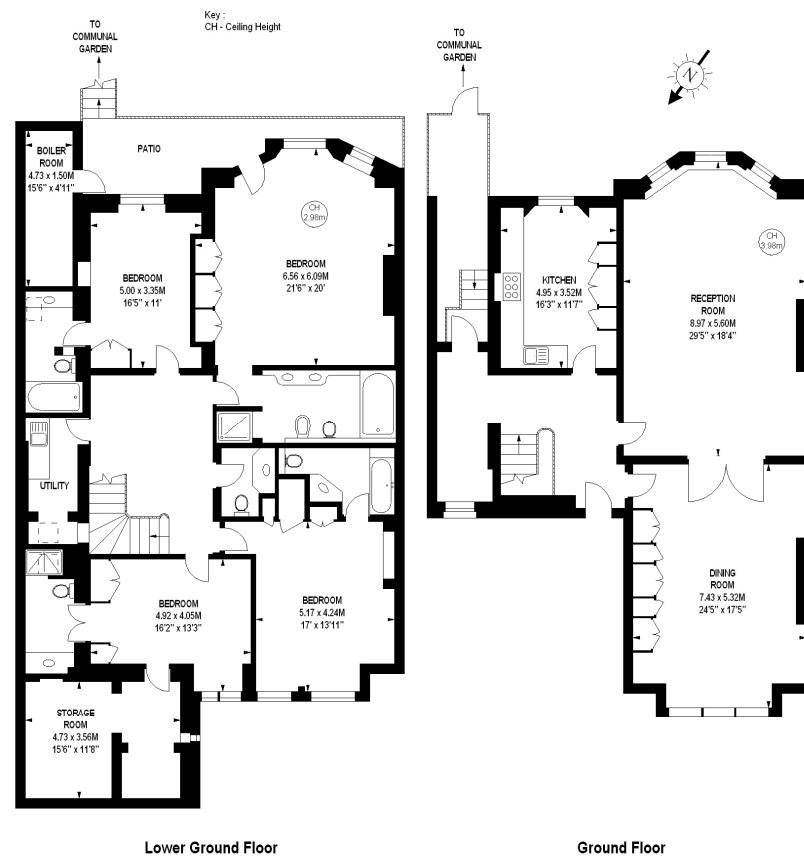 Key :
CH - Ceiling Height
TO
COMMUNAL
GARDEN
TO
COMMUNAL
GARDEN
N
BOILER
ROOM
4.73 x 1.50M
15'6" x 4'11"
PATIO
CH
2.98m
BEDROOM
5.00 x 3.35M
16'5" x 11'
BEDROOM
6.56 x 6.09M
21'6" x 20'
KITCHEN
4.95 x 3.52M
16'3" x 11'7"
CH
3.98m
RECEPTION
ROOM
8.97 x 5.60M
29'5" x 18'4"
UTILITY
BEDROOM
4.92 x 4.05M
16'2" x 13'3"
BEDROOM
5.17 x 4.24M
17' x 13'11"
DINING
ROOM
7.43 x 5.32M
24'5" x 17'5"
STORAGE
ROOM
4.73 x 3.56M
15'6" x 11'8"
Lower Ground Floor
Ground Floor